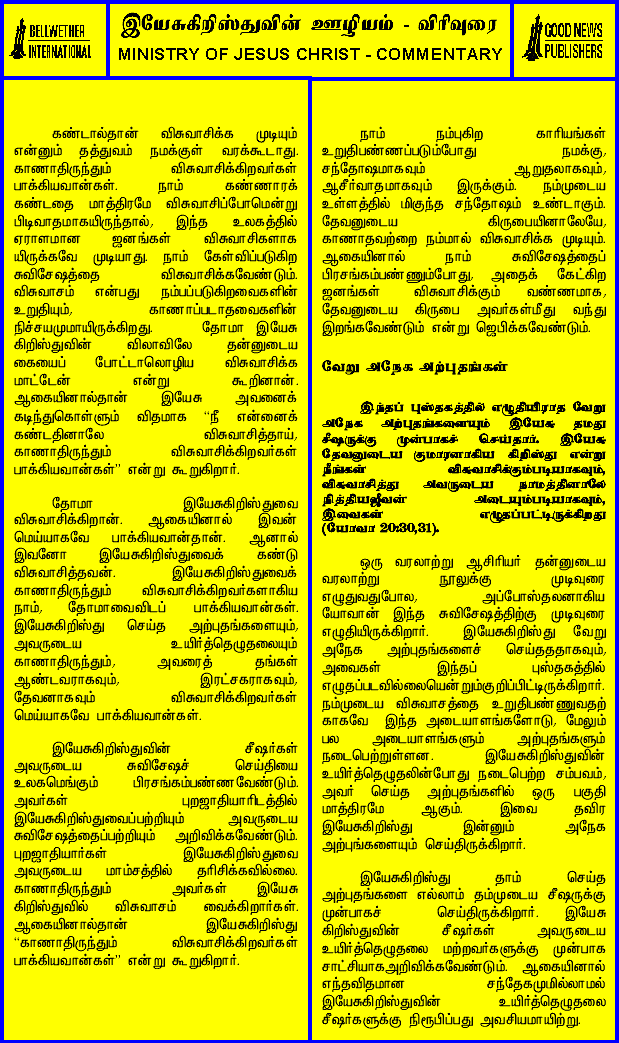 BELLWETHER
INTERNATIONAL
இயேசுகிறிஸ்துவின் ஊழியம் - விரிவுரை
MINISTRY OF JESUS CHRIST - COMMENTARY
GOOD NEWS
PUBLISHERS
கண்டால்தான் விசுவாசிக்க முடியும்
என்னும் தத்துவம் நமக்குள் வரக்கூடாது.
காணாதிருந்தும் விசுவாசிக்கிறவர்கள்
பாக்கியவான்கள். நாம் கண்ணாரக்
கண்டதை மாத்திரமே விசுவாசிப்போமென்று
பிடிவாதமாகயிருந்தால், இந்த உலகத்தில்
ஏராளமான ஜனங்கள் விசுவாசிகளாக
யிருக்கவே முடியாது. நாம் கேள்விப்படுகிற
சுவிசேஷத்தை விசுவாசிக்கவேண்டும்.
விசுவாசம் என்பது நம்பப்படுகிறவைகளின்
உறுதியும், காணாப்படாதவைகளின்
நிச்சயமுமாயிருக்கிறது. தோமா இயேசு
கிறிஸ்துவின் விலாவிலே தன்னுடைய
கையைப் போட்டாலொழிய விசுவாசிக்க
மாட்டேன் என்று கூறினான்.
ஆகையினால்தான் இயேசு அவனைக்
கடிந்துகொள்ளும் விதமாக “நீ என்னைக்
கண்டதினாலே விசுவாசித்தாய்,
காணாதிருந்தும் விசுவாசிக்கிறவர்கள்
பாக்கியவான்கள்” என்று கூறுகிறார்.
தோமா இயேசுகிறிஸ்துவை
விசுவாசிக்கிறான். ஆகையினால் இவன்
மெய்யாகவே பாக்கியவான்தான். ஆனால்
இவனோ இயேசுகிறிஸ்துவைக் கண்டு
விசுவாசித்தவன். இயேசுகிறிஸ்துவைக்
காணாதிருந்தும் விசுவாசிக்கிறவர்களாகிய
நாம், தோமாவைவிடப் பாக்கியவான்கள்.
இயேசுகிறிஸ்து செய்த அற்புதங்களையும்,
அவருடைய உயிர்த்தெழுதலையும்
காணாதிருந்தும், அவரைத் தங்கள்
ஆண்டவராகவும், இரட்சகராகவும்,
தேவனாகவும் விசுவாசிக்கிறவர்கள்
மெய்யாகவே பாக்கியவான்கள்.
இயேசுகிறிஸ்துவின் சீஷர்கள்
அவருடைய சுவிசேஷச் செய்தியை
உலகமெங்கும் பிரசங்கம்பண்ணவேண்டும்.
அவர்கள் புறஜாதியாரிடத்தில்
இயேசுகிறிஸ்துவைப்பற்றியும் அவருடைய
சுவிசேஷத்தைப்பற்றியும் அறிவிக்கவேண்டும்.
புறஜாதியார்கள் இயேசுகிறிஸ்துவை
அவருடைய மாம்சத்தில் தரிசிக்கவில்லை.
காணாதிருந்தும் அவர்கள் இயேசு
கிறிஸ்துவில் விசுவாசம் வைக்கிறார்கள்.
ஆகையினால்தான் இயேசுகிறிஸ்து
“காணாதிருந்தும் விசுவாசிக்கிறவர்கள்
பாக்கியவான்கள்” என்று கூறுகிறார்.
நாம் நம்புகிற காரியங்கள்
உறுதிபண்ணப்படும்போது நமக்கு,
சந்தோஷமாகவும் ஆறுதலாகவும்,
ஆசீர்வாதமாகவும் இருக்கும். நம்முடைய
உள்ளத்தில் மிகுந்த சந்தோஷம் உண்டாகும்.
தேவனுடைய கிருபையினாலேயே,
காணாதவற்றை நம்மால் விசுவாசிக்க முடியும்.
ஆகையினால் நாம் சுவிசேஷத்தைப்
பிரசங்கம்பண்ணும்போது, அதைக் கேட்கிற
ஜனங்கள் விசுவாசிக்கும் வண்ணமாக,
தேவனுடைய கிருபை அவர்கள்மீது வந்து
இறங்கவேண்டும் என்று ஜெபிக்கவேண்டும்.
வேறு அநேக அற்புதங்கள்
இந்தப் புஸ்தகத்தில் எழுதியிராத வேறு
அநேக அற்புதங்களையும் இயேசு தமது
சீஷருக்கு முன்பாகச் செய்தார். இயேசு
தேவனுடைய குமாரனாகிய கிறிஸ்து என்று
நீங்கள் விசுவாசிக்கும்படியாகவும்,
விசுவாசித்து அவருடைய நாமத்தினாலே
நித்தியஜீவன் அடையும்படியாகவும்,
இவைகள் எழுதப்பட்டிருக்கிறது
(யோவா 20:30,31).
ஒரு வரலாற்று ஆசிரியர் தன்னுடைய
வரலாற்று நூலுக்கு முடிவுரை
எழுதுவதுபோல, அப்போஸ்தலனாகிய
யோவான் இந்த சுவிசேஷத்திற்கு முடிவுரை
எழுதியிருக்கிறார். இயேசுகிறிஸ்து வேறு
அநேக அற்புதங்களைச் செய்தததாகவும்,
அவைகள் இந்தப் புஸ்தகத்தில்
எழுதப்படவில்லையென்றும்குறிப்பிட்டிருக்கிறார்.
நம்முடைய விசுவாசத்தை உறுதிபண்ணுவதற்
காகவே இந்த அடையாளங்களோடு, மேலும்
பல அடையாளங்களும் அற்புதங்களும்
நடைபெற்றுள்ளன. இயேசுகிறிஸ்துவின்
உயிர்த்தெழுதலின்போது நடைபெற்ற சம்பவம்,
அவர் செய்த அற்புதங்களில் ஒரு பகுதி
மாத்திரமே ஆகும். இவை தவிர
இயேசுகிறிஸ்து இன்னும் அநேக
அற்புங்களையும் செய்திருக்கிறார்.
இயேசுகிறிஸ்து தாம் செய்த
அற்புதங்களை எல்லாம் தம்முடைய சீஷருக்கு
முன்பாகச் செய்திருக்கிறார். இயேசு
கிறிஸ்துவின் சீஷர்கள் அவருடைய
உயிர்த்தெழுதலை மற்றவர்களுக்கு முன்பாக
சாட்சியாகஅறிவிக்கவேண்டும். ஆகையினால்
எந்தவிதமான சந்தேகமுமில்லாமல்
இயேசுகிறிஸ்துவின் உயிர்த்தெழுதலை
சீஷர்களுக்கு நிரூபிப்பது அவசியமாயிற்று.